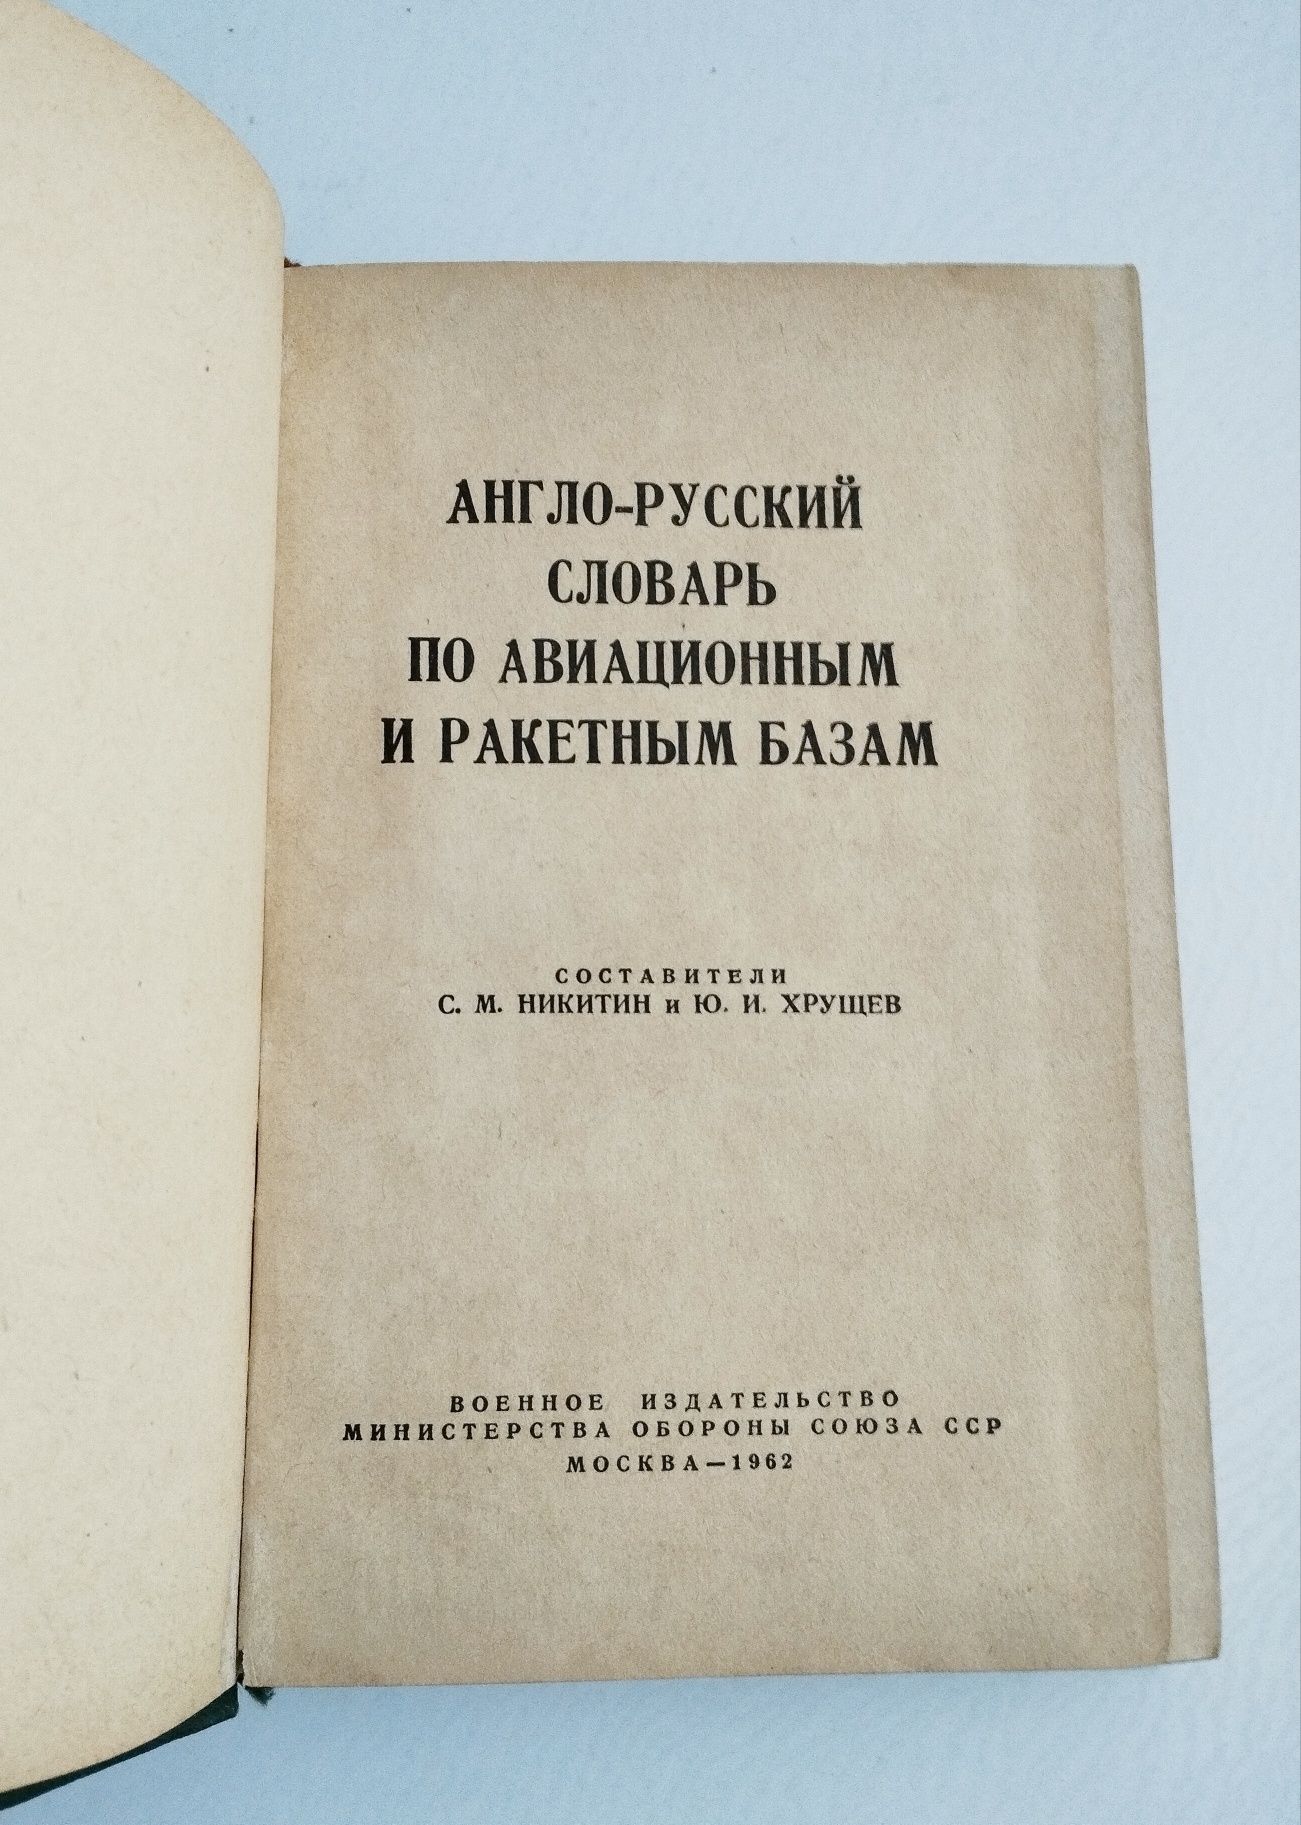 АНГЛО-РУССКИЙ
СЛОВАРЬ
ПО АВИАЦИОННЫМ
И РАКЕТНЫМ БАЗАМ
СОСТАВИТЕЛИ
С. М. НИКИТИН и Ю. И. ХРУЩЕВ
ВОЕННОЕ ИЗДАТЕЛЬСТВО
МИНИСТЕРСТВА ОБОРОНЫ СОЮЗА ССР
МОСКВА—1962